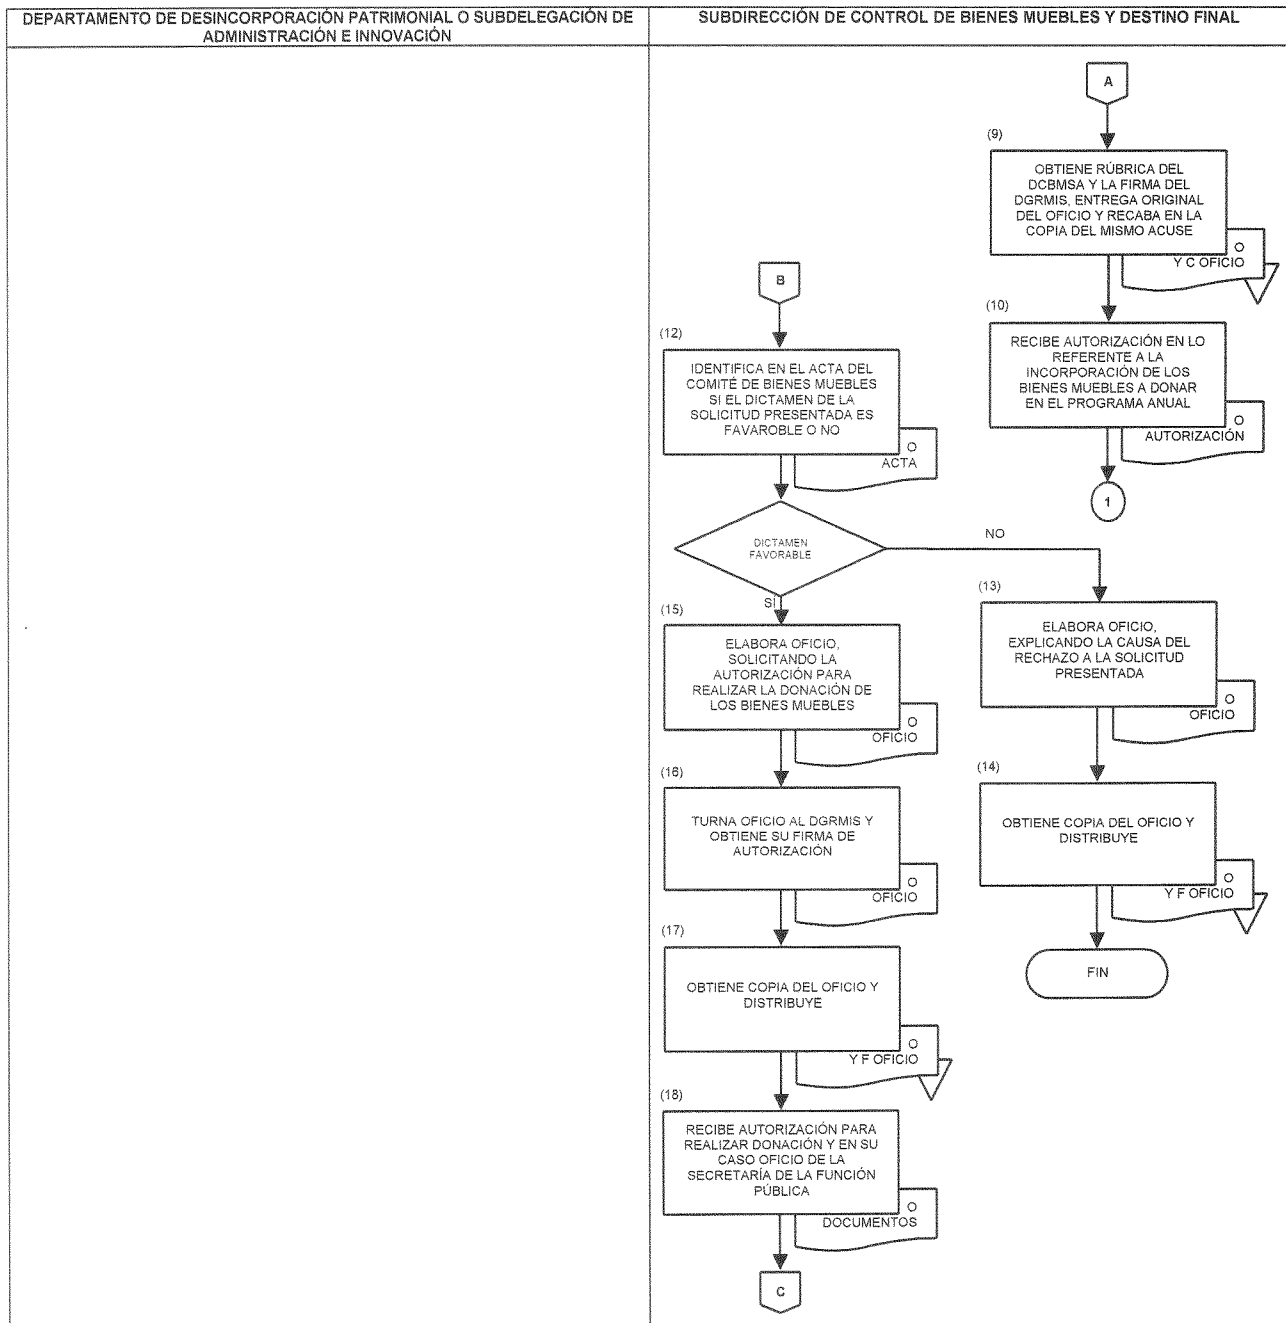 DEPARTAMENTO DE DESINCORPORACIÓN PATRIMONIAL O SUBDELEGACIÓN DE
ADMINISTRACIÓN E INNOVACIÓN
SUBDIRECCIÓN DE CONTROL DE BIENES MUEBLES Y DESTINO FINAL
A
(9)
OBTIENE RÚBRICA DEL
DCBMSA Y LA FIRMA DEL
DGRMIS, ENTREGA ORIGINAL
DEL OFICIO Y RECABA EN LA
COPIA DEL MISMO ACUSE
O
Y C OFICIO
(10)
RECIBE AUTORIZACIÓN EN LO
REFERENTE A LA
INCORPORACIÓN DE LOS
BIENES MUEBLES A DONAR
EN EL PROGRAMA ANUAL
O
AUTORIZACIÓN
1
B
(12)
IDENTIFICA EN EL ACTA DEL
COMITÉ DE BIENES MUEBLES
SI EL DICTAMEN DE LA
SOLICITUD PRESENTADA ES
FAVAROBLE O NO
O
ACTA
DICTAMEN
FAVORABLE
NO
SI
(13)
ELABORA OFICIO,
EXPLICANDO LA CAUSA DEL
RECHAZO A LA SOLICITUD
PRESENTADA
O
OFICIO
(14)
OBTIENE COPIA DEL OFICIO Y
DISTRIBUYE
O
Y F OFICIO
FIN
(15)
ELABORA OFICIO,
SOLICITANDO LA
AUTORIZACIÓN PARA
REALIZAR LA DONACIÓN DE
LOS BIENES MUEBLES
O
OFICIO
(16)
TURNA OFICIO AL DGRMIS Y
OBTIENE SU FIRMA DE
AUTORIZACIÓN
O
OFICIO
(17)
OBTIENE COPIA DEL OFICIO Y
DISTRIBUYE
O
Y F OFICIO
(18)
RECIBE AUTORIZACIÓN PARA
REALIZAR DONACIÓN Y EN SU
CASO OFICIO DE LA
SECRETARÍA DE LA FUNCIÓN
PÚBLICA
O
DOCUMENTOS
C